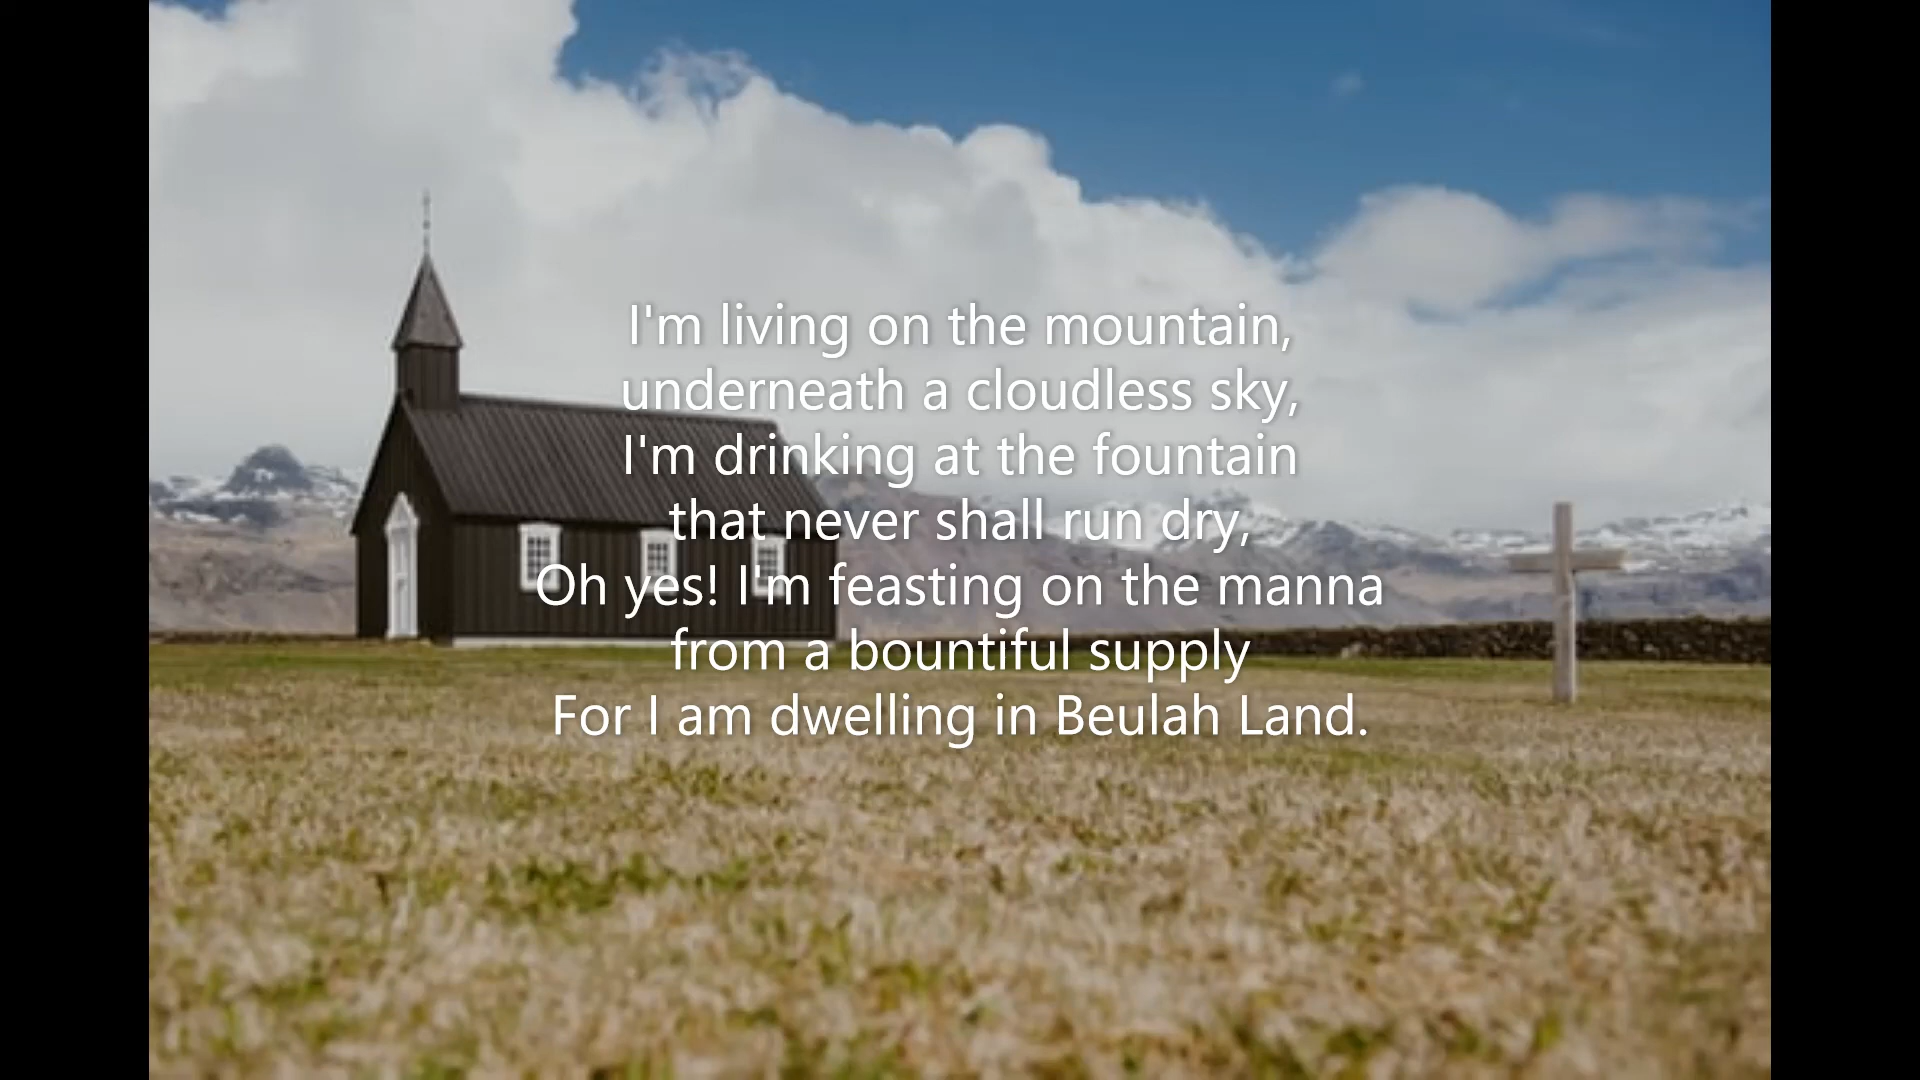 I'm living on the mountain,
underneath a cloudless sky,
I'm drinking at the fountain
that never shall run dry,
Oh yes! I'm feasting on the manna
from a bountiful supply
For I am dwelling in Beulah Land.